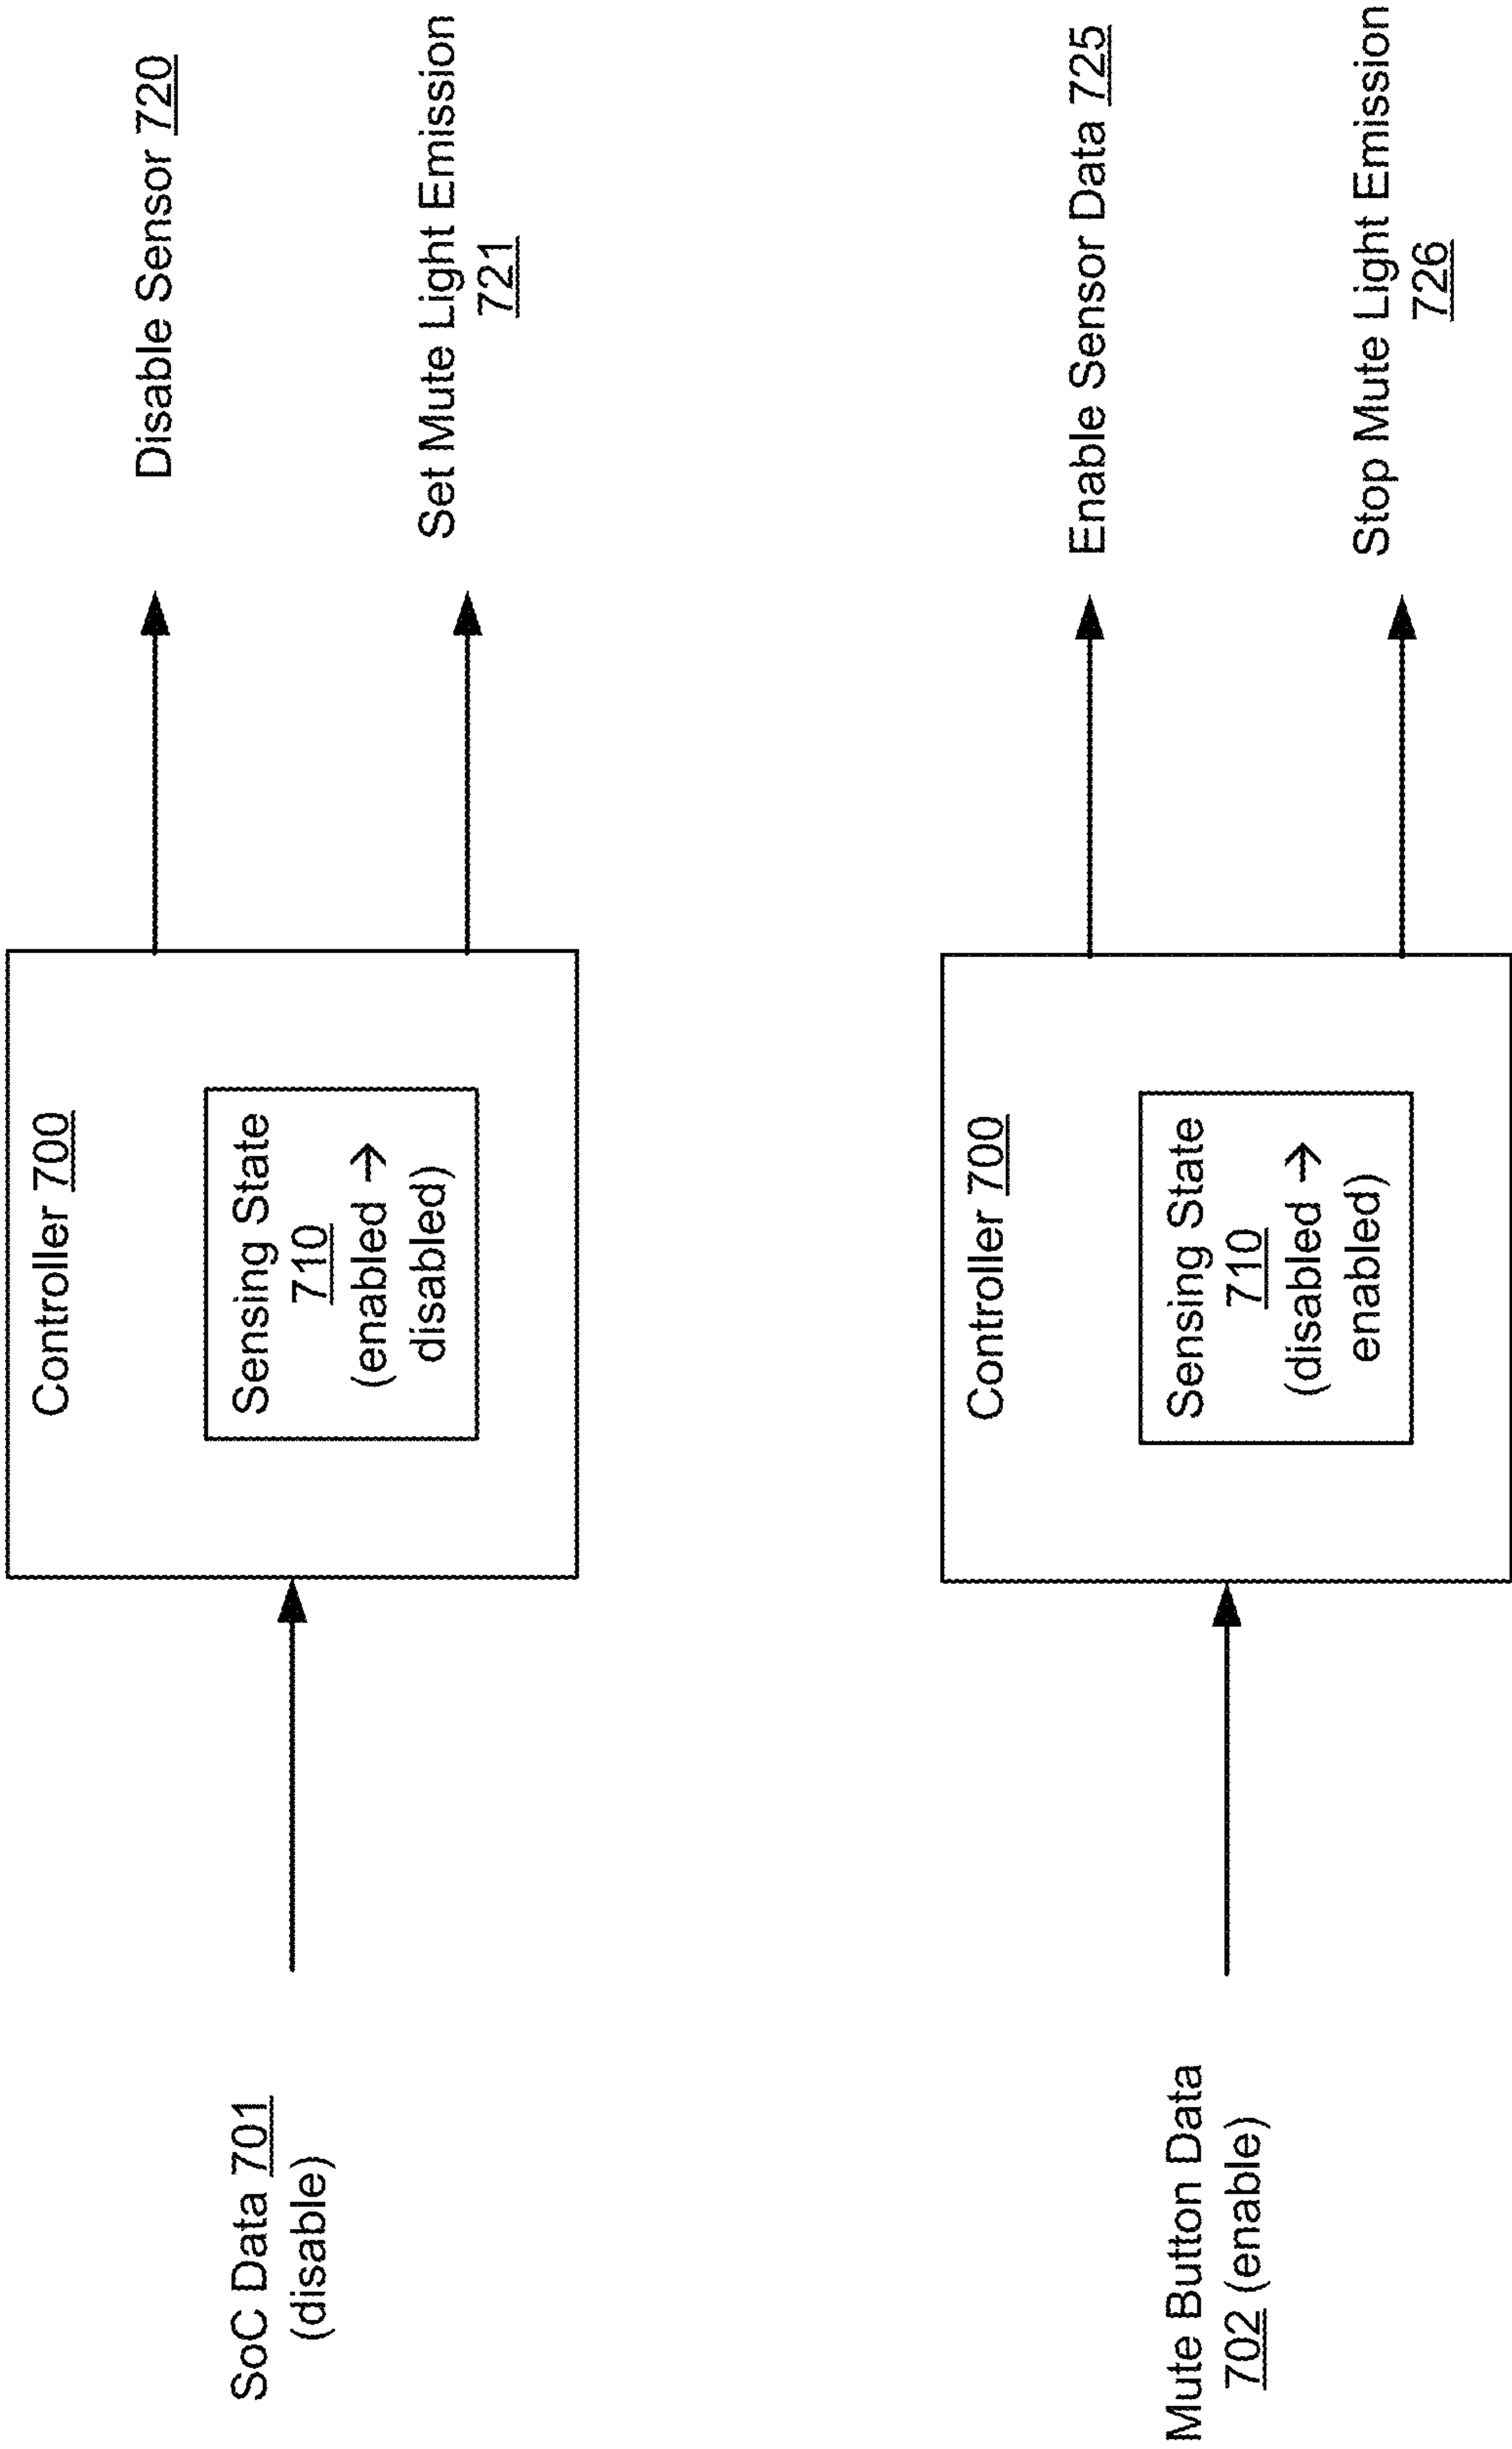 SoC Data 701
(disable)
Controller 700
Sensing State
710
(enabled →
disabled)
Disable Sensor 720
Set Mute Light Emission
721
Mute Button Data
702 (enable)
Controller 700
Sensing State
710
(disabled →
enabled)
Enable Sensor Data 725
Stop Mute Light Emission
726